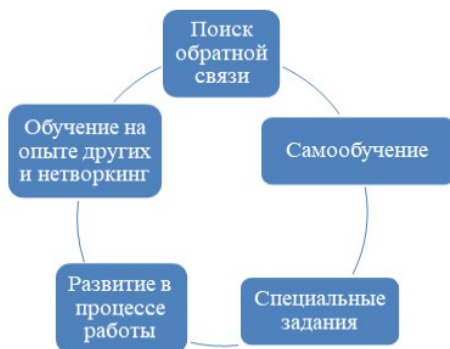 Поиск
обратной
связи
Самообучение
Специальные
задания
Развитие в
процессе
работы
Обучение на
опыте других
и нетворкинг